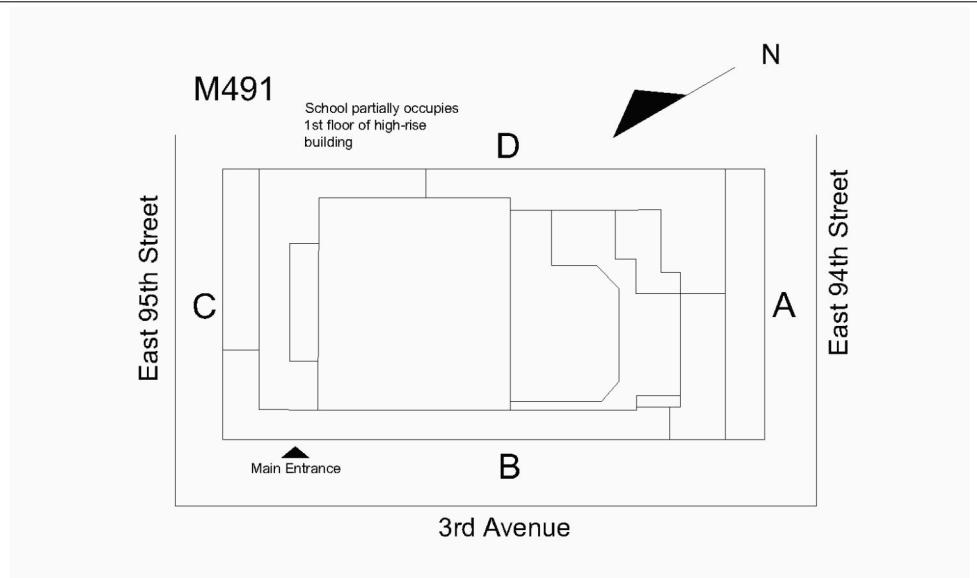 N
M491
School partially occupies
1st floor of high-rise
building
D
East 95th Street
C
A
East 94th Street
Main Entrance
B
3rd Avenue